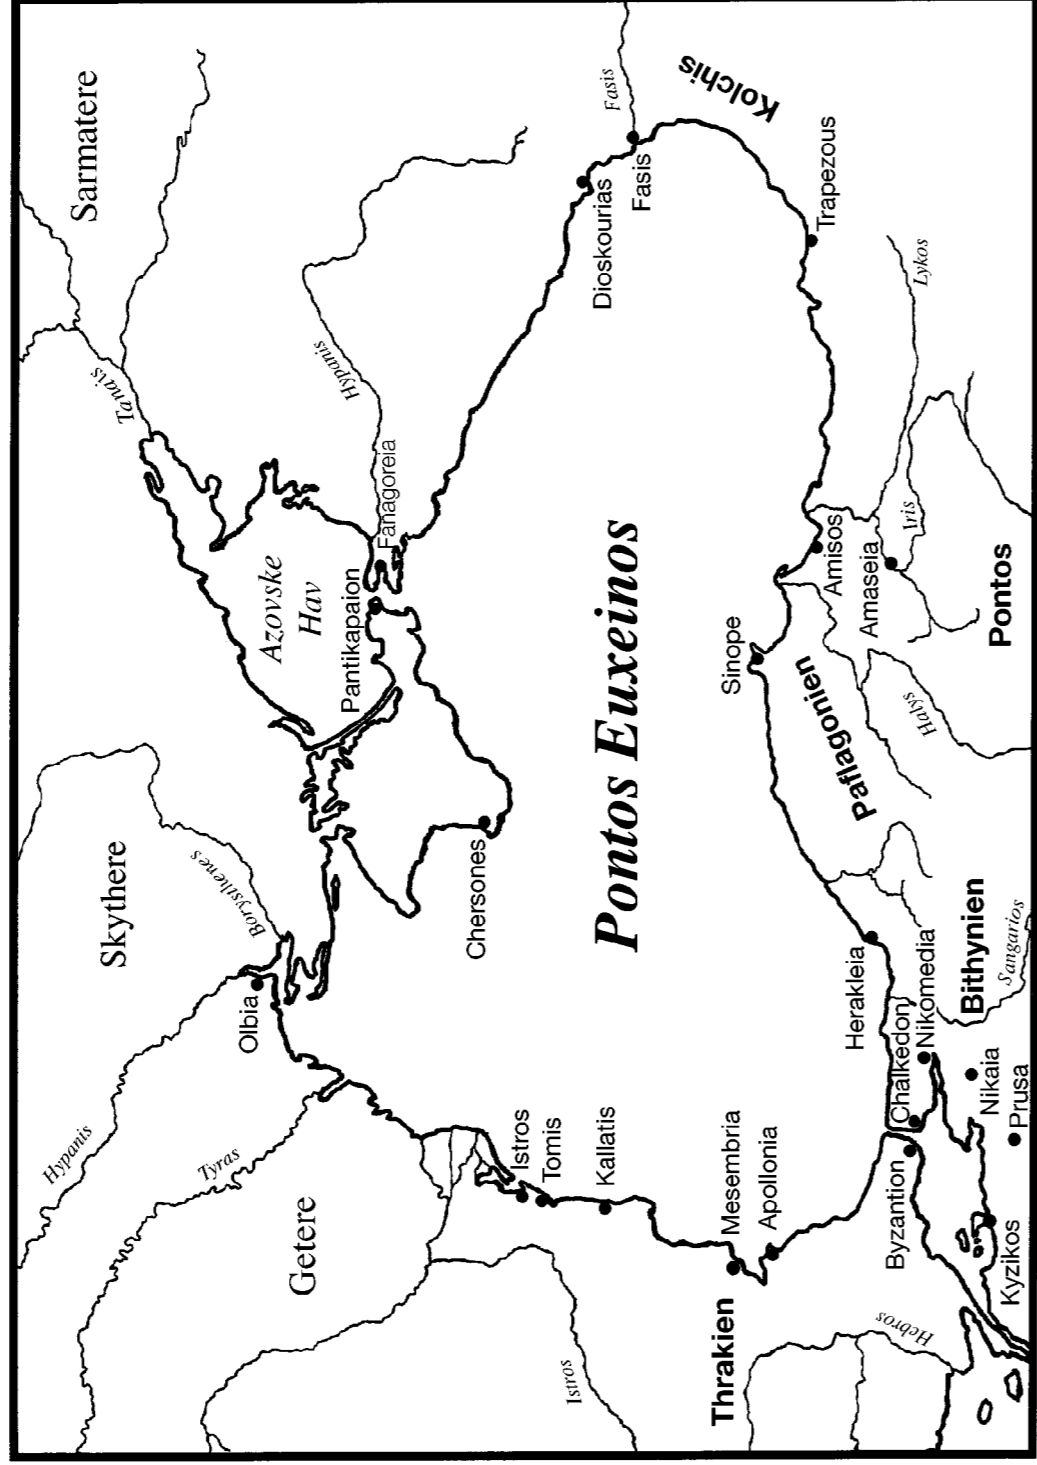 Sarmatere
Skythere
Getere
Tanais
Hypanis
Borysthenes
Hypanis
Tyras
Istros
Fasis
Azovske
Hav
Fanagoreia
Pantikapaion
Chersones
Olbia
Dioskourias
Fasis
Kolchis
Trapezous
Lykos
Pontos Euxeinos
Istros
Tomis
Kallatis
Mesembria
Apollonia
Thrakien
Hebros
Byzantion
Kyzikos
Chalkedon
Nikomedia
Nikaia
Prusa
Herakleia
Bithynien
Sangarios
Sinope
Paflagonien
Halys
Amisos
Amaseia
Iris
Pontos